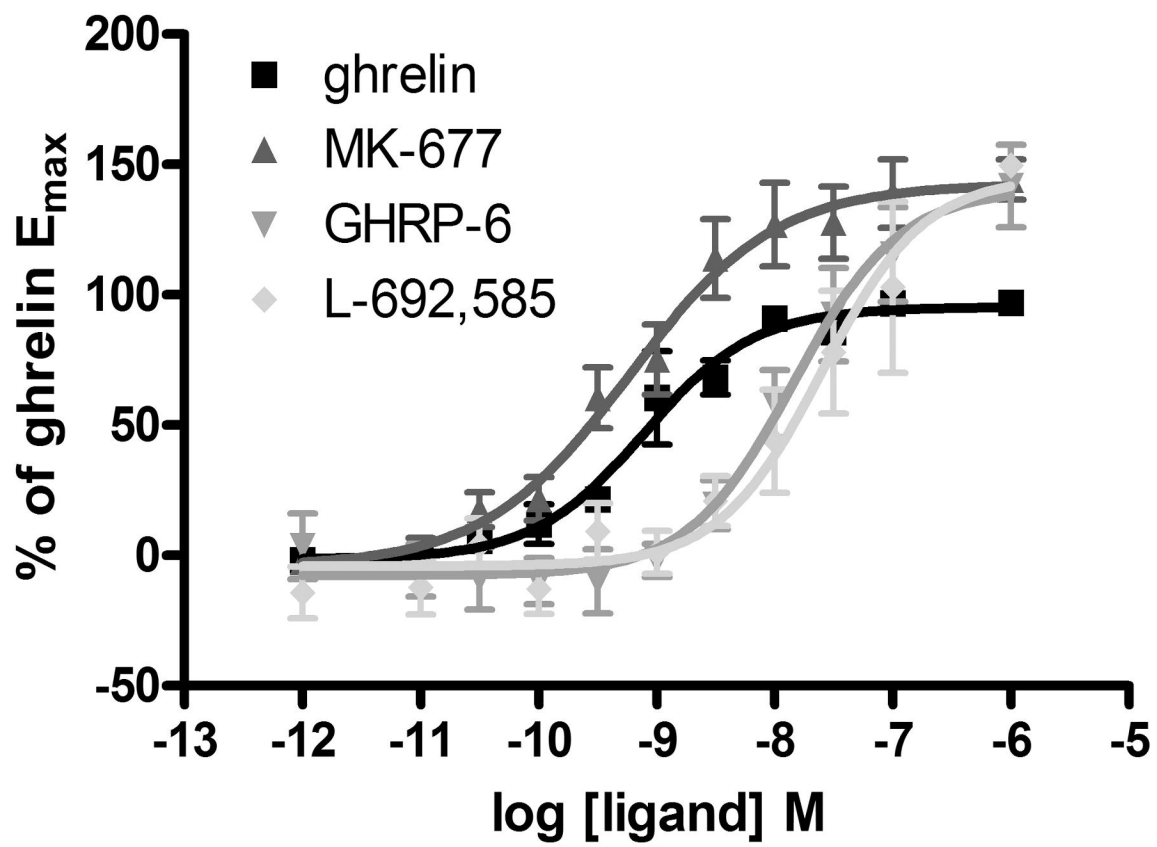 % of ghrelin Emax
200
150
100
50
0
-50
ghrelin
MK-677
GHRP-6
L-692,585
-13 -12 -11 -10 -9 -8 -7 -6 -5
log [ligand] M